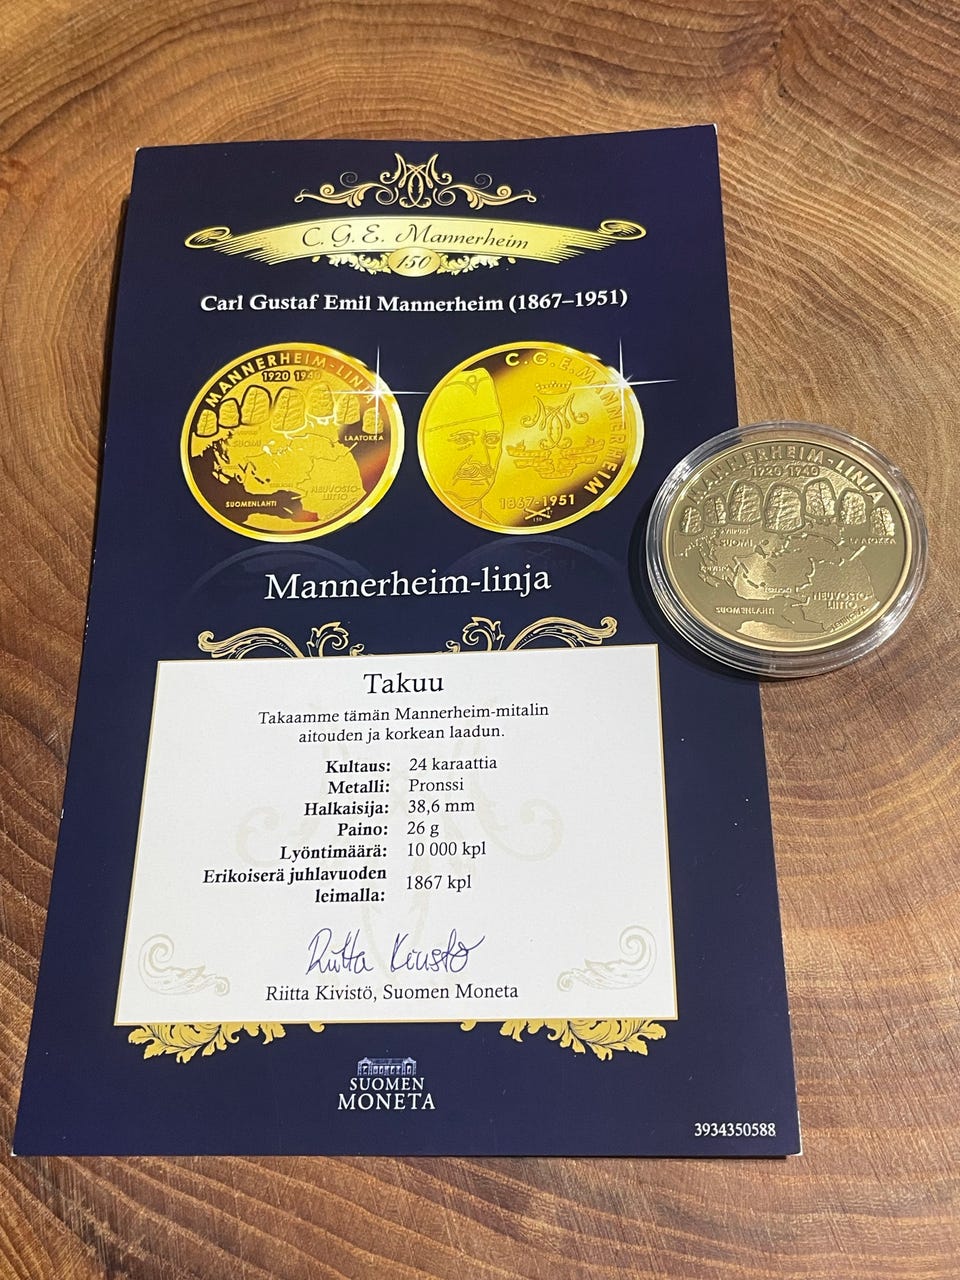 C. G. E. Mannerheim
150
Carl Gustaf Emil Mannerheim (1867–1951)
MANNERHEIM-LINJA
1920 1940
SUOMI
LAATOKKA
NEUVOSTO-
LIITTO
SUOMENLAHTI
C.G.E. MANNERHEIM
1867-1951
150
Mannerheim-linja
Takuu
Takaamme tämän Mannerheim-mitalin
aitouden ja korkean laadun.
Kultaus: 24 karaattia
Metalli: Pronssi
Halkaisija: 38,6 mm
Paino: 26 g
Lyöntimäärä: 10 000 kpl
Erikoiserä juhlavuoden
leimalla: 1867 kpl
Riitta Kivistö
Riitta Kivistö, Suomen Moneta
SUOMEN
MONETA
3934350588
MANNERHEIM-LINJA
1920 1940
VIIPURI
SUOMI
LAATOKKA
NEUVOSTO-
LIITTO
SUOMENLAHTI